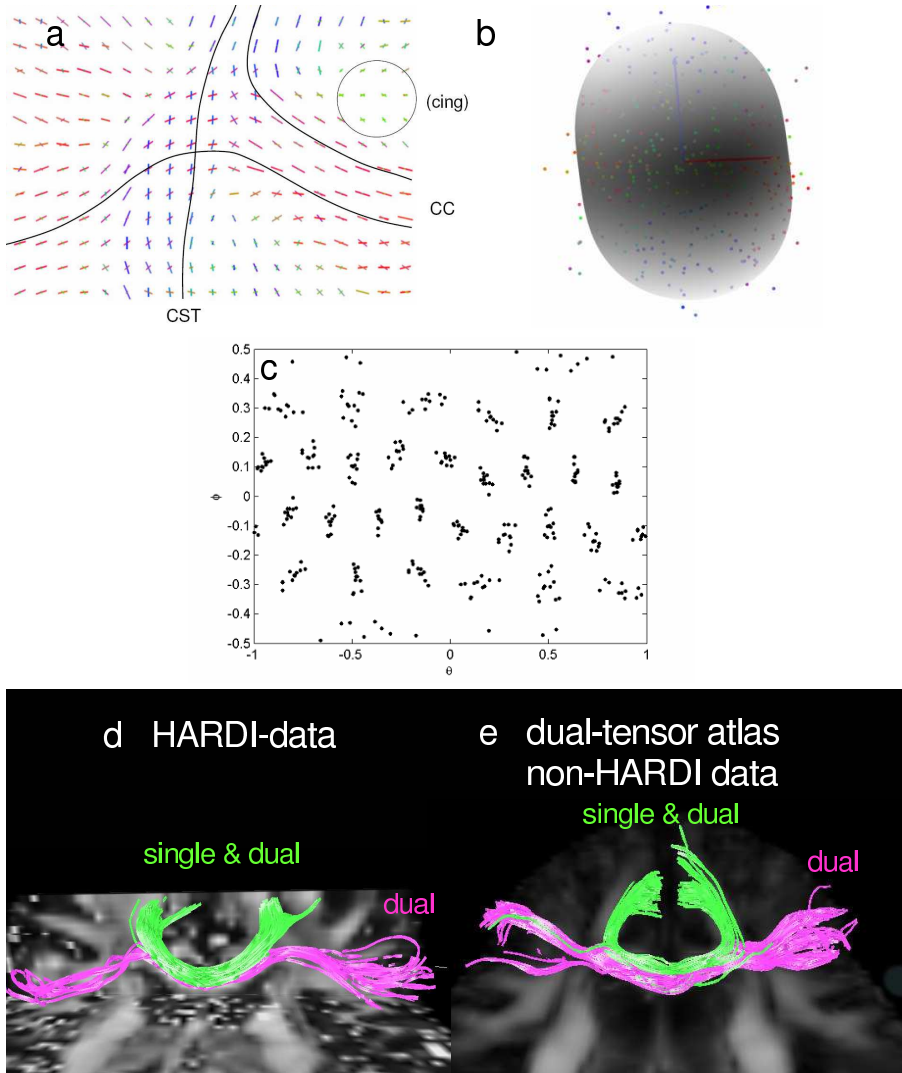 a
b
(cing)
CC
CST
c
0.5
0.4
0.3
0.2
0.1
0
-0.1
-0.2
-0.3
-0.4
-0.5
ϕ
-1
-0.5
0
0.5
1
θ
d HARDI-data
single & dual
dual
e dual-tensor atlas
non-HARDI data
single & dual
dual